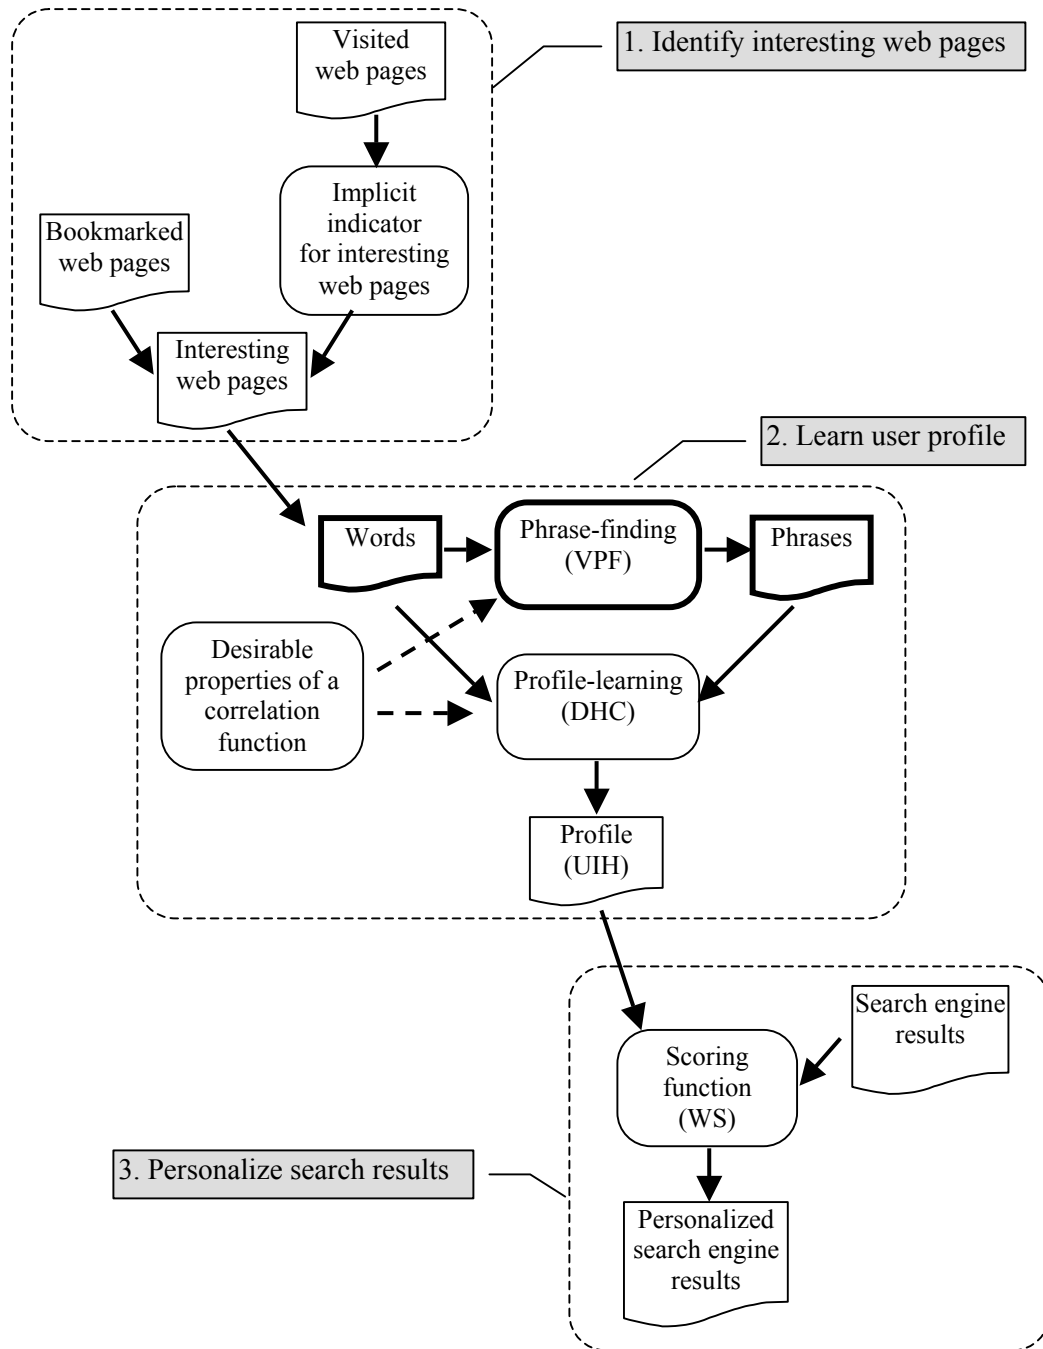 Visited
web pages
1. Identify interesting web pages
Implicit
indicator
for interesting
web pages
Bookmarked
web pages
Interesting
web pages
2. Learn user profile
Words
Phrase-finding
(VPF)
Phrases
Desirable
properties of a
correlation
function
Profile-learning
(DHC)
Profile
(UIH)
Search engine
results
Scoring
function
(WS)
3. Personalize search results
Personalized
search engine
results